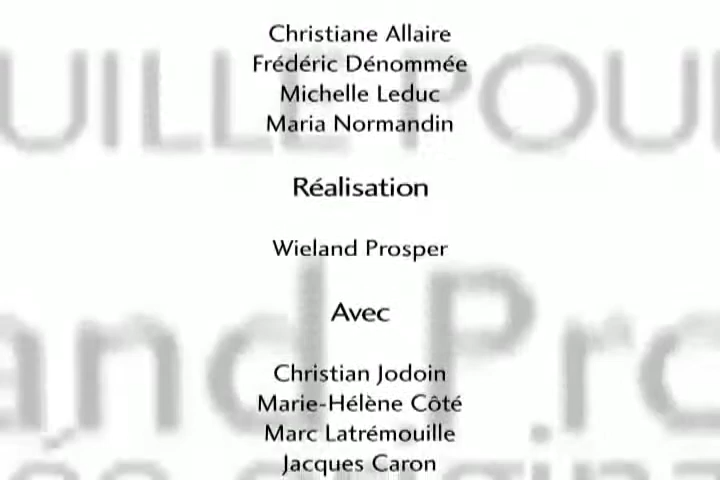 Christiane Allaire
Frédéric Dénommée
Michelle Leduc
Maria Normandin
Réalisation
Wieland Prosper
Avec
Christian Jodoin
Marie-Hélène Côté
Marc Latrémouille
Jacques Caron